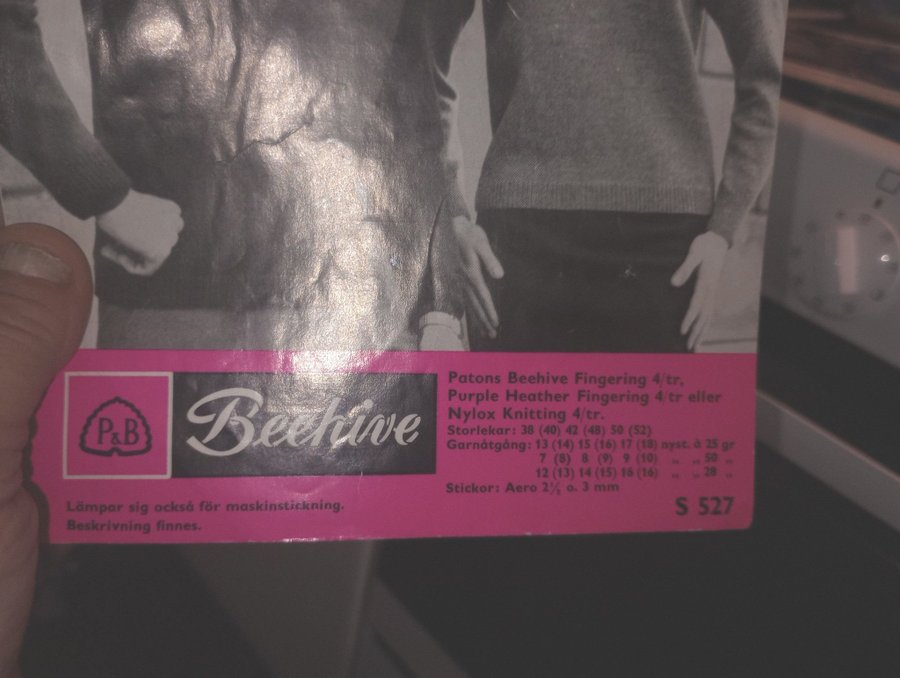 P&B
Beehive
Patons Beehive Fingering 4/tr,
Purple Heather Fingering 4/tr eller
Nylox Knitting 4/tr.
Storlekar: 38 (40) 42 (48) 50 (52)
Garnåtgång: 13 (14) 15 (16) 17 (18) nyst. à 25 gr
7 (8) 8 (9) 9 (10) „ „ 50 „
12 (13) 14 (15) 16 (16) „ „ 28 „
Stickor: Aero 2½ o. 3 mm
S 527
Lämpar sig också för maskinstickning.
Beskrivning finnes.